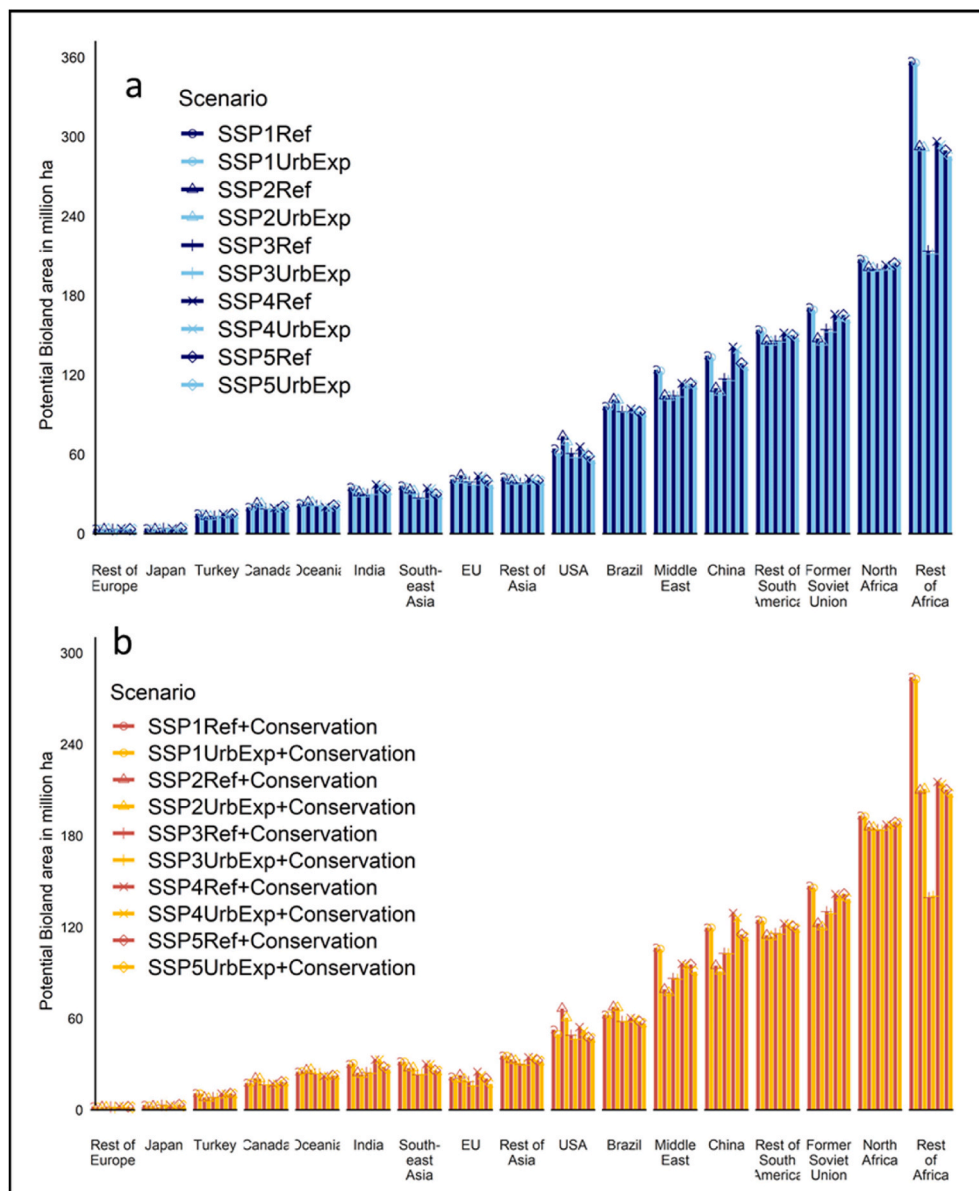 a
Scenario
SSP1Ref
SSP1UrbExp
SSP2Ref
SSP2UrbExp
SSP3Ref
SSP3UrbExp
SSP4Ref
SSP4UrbExp
SSP5Ref
SSP5UrbExp
Potential Bioland area in million ha
360
300
240
180
120
60
0
Rest of Europe
Japan
Turkey
Canada
Oceania
India
South-east Asia
EU
Rest of Asia
USA
Brazil
Middle East
China
Rest of South America
Former Soviet Union
North Africa
Rest of Africa
b
Scenario
SSP1Ref+Conservation
SSP1UrbExp+Conservation
SSP2Ref+Conservation
SSP2UrbExp+Conservation
SSP3Ref+Conservation
SSP3UrbExp+Conservation
SSP4Ref+Conservation
SSP4UrbExp+Conservation
SSP5Ref+Conservation
SSP5UrbExp+Conservation
Potential Bioland area in million ha
300
240
180
120
60
0
Rest of Europe
Japan
Turkey
Canada
Oceania
India
South-east Asia
EU
Rest of Asia
USA
Brazil
Middle East
China
Rest of South America
Former Soviet Union
North Africa
Rest of Africa